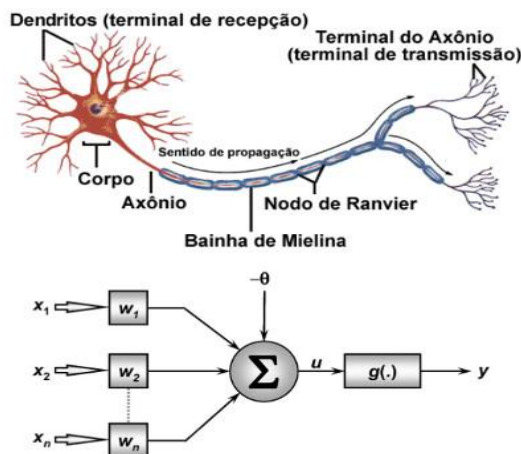 Dendritos (terminal de recepção)
Terminal do Axônio
(terminal de transmissão)
Sentido de propagação
Corpo
Axônio
Nodo de Ranvier
Bainha de Mielina
−θ
x1
w1
x2
w2
Σ
u
g(.)
y
xn
wn